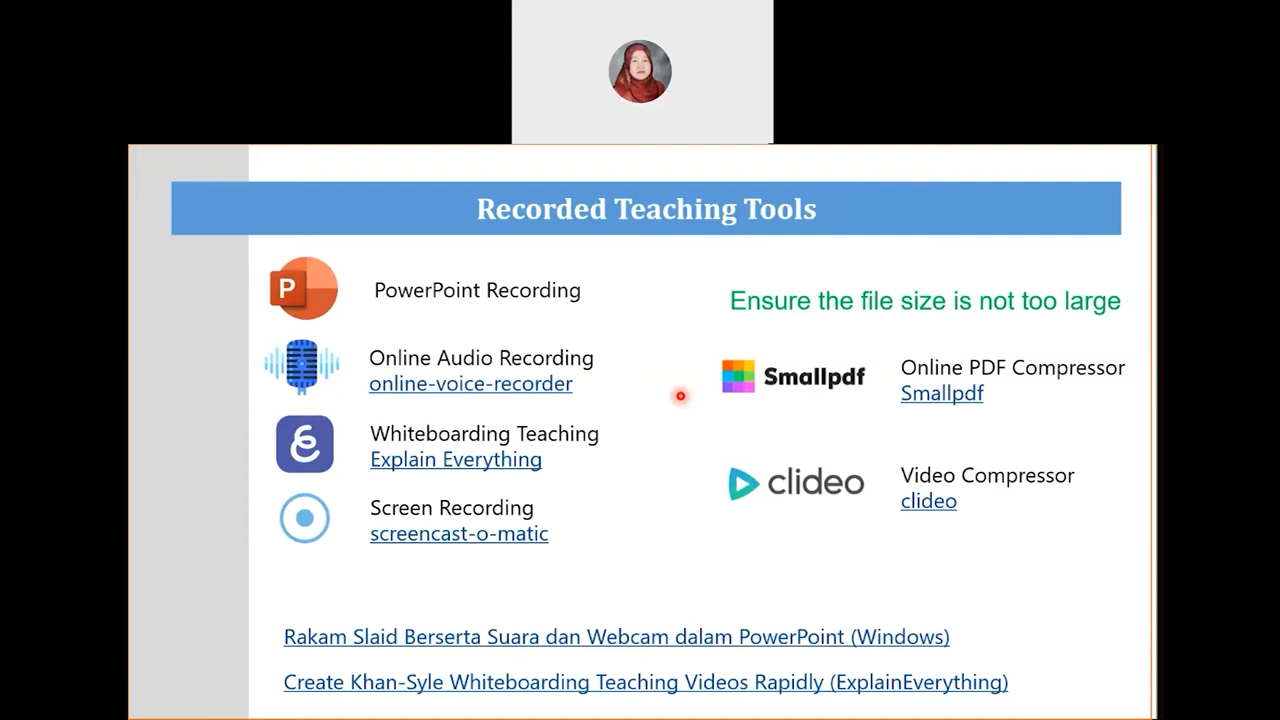 Recorded Teaching Tools
P
PowerPoint Recording
Online Audio Recording
online-voice-recorder
Whiteboarding Teaching
Explain Everything
Screen Recording
screencast-o-matic
Ensure the file size is not too large
Smallpdf
Online PDF Compressor
Smallpdf
clideo
Video Compressor
clideo
Rakam Slaid Berserta Suara dan Webcam dalam PowerPoint (Windows)
Create Khan-Syle Whiteboarding Teaching Videos Rapidly (ExplainEverything)